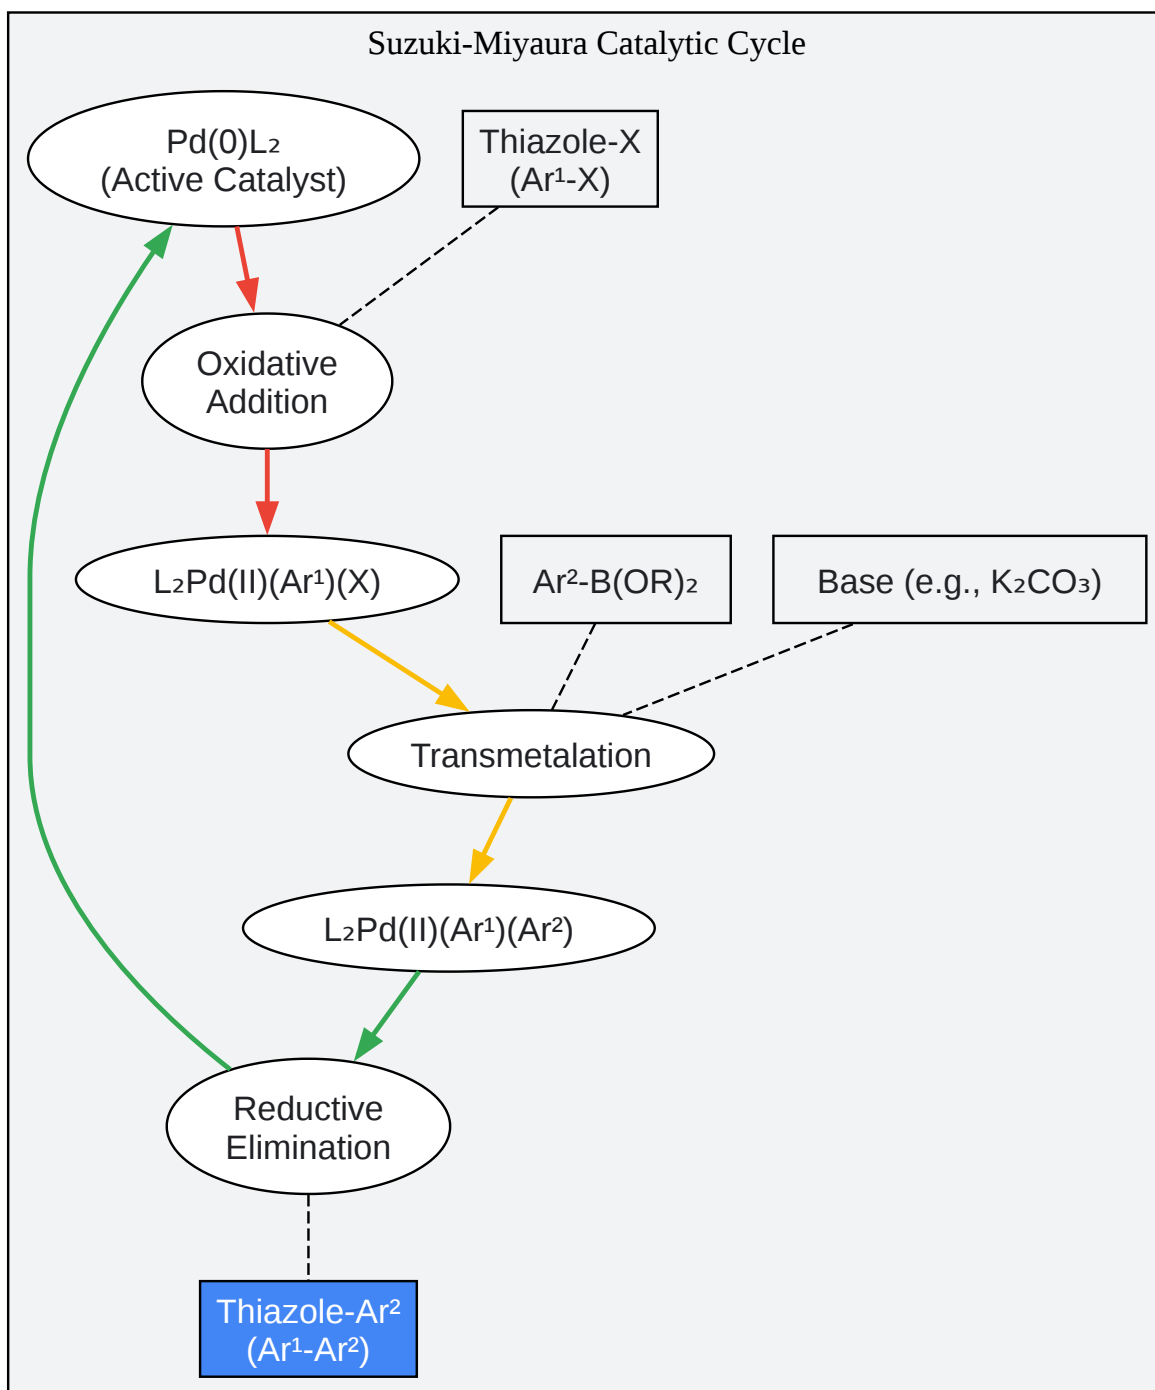 Suzuki-Miyaura Catalytic Cycle
Pd(0)L₂
(Active Catalyst)
Thiazole-X
(Ar¹-X)
Oxidative
Addition
L₂Pd(II)(Ar¹)(X)
Ar²-B(OR)₂
Base (e.g., K₂CO₃)
Transmetalation
L₂Pd(II)(Ar¹)(Ar²)
Reductive
Elimination
Thiazole-Ar²
(Ar¹-Ar²)